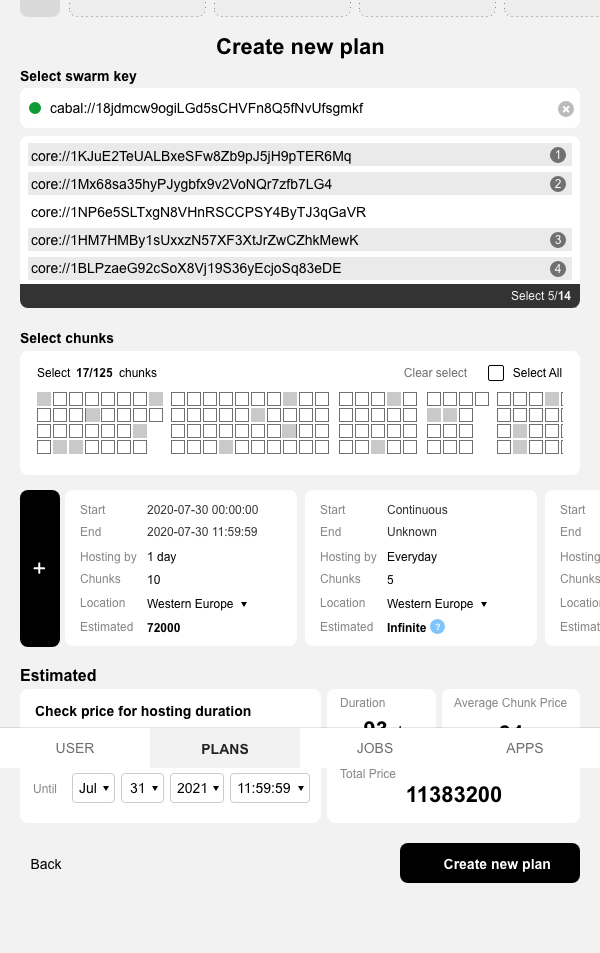 Create new plan
Select swarm key
cabal://18jdmcw9ogiLGd5sCHVFn8Q5fNvUfsgmkf
core://1KJuE2TeUALBxeSFw8Zb9pJ5jH9pTER6Mq 1
core://1Mx68sa35hyPJygbfx9v2VoNQr7zfb7LG4 2
core://1NP6e5SLTxgN8VHnRSCCPSY4ByTJ3qGaVR
core://1HM7HMBy1sUxxzN57XF3XtJrZwCZhkMewK 3
core://1BLPzaeG92cSoX8Vj19S36yEcjoSq83eDE 4
Select 5/14
Select chunks
Select 17/125 chunks Clear select Select All
Start 2020-07-30 00:00:00
End 2020-07-30 11:59:59
Hosting by 1 day
Chunks 10
Location Western Europe
Estimated 72000
Start Continuous
End Unknown
Hosting by Everyday
Chunks 5
Location Western Europe
Estimated Infinite ?
Start
End
Hosting
Chunks
Estimated
Check price for hosting duration
Duration
Average Chunk Price
USER PLANS JOBS APPS
Until Jul 31 2021 11:59:59
Total Price
11383200
Back
Create new plan